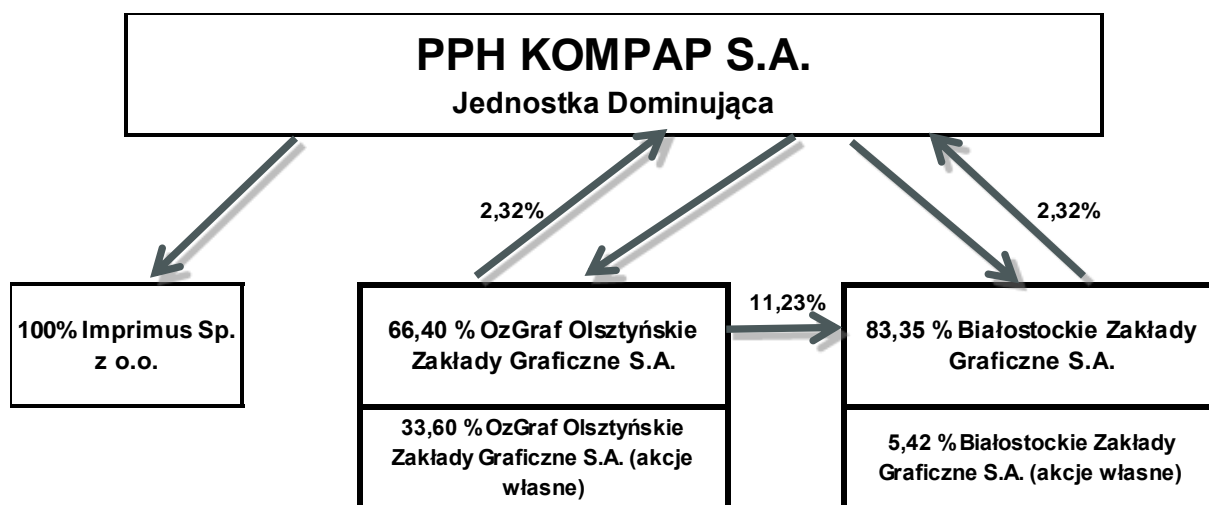 PPH KOMPAP S.A.
Jednostka Dominująca
2,32%
2,32%
100% Imprimus Sp.
z o.o.
66,40 % OzGraf Olsztyńskie
Zakłady Graficzne S.A.
11,23%
83,35 % Białostockie Zakłady
Graficzne S.A.
33,60 % OzGraf Olsztyńskie
Zakłady Graficzne S.A. (akcje
własne)
5,42 % Białostockie Zakłady
Graficzne S.A. (akcje własne)